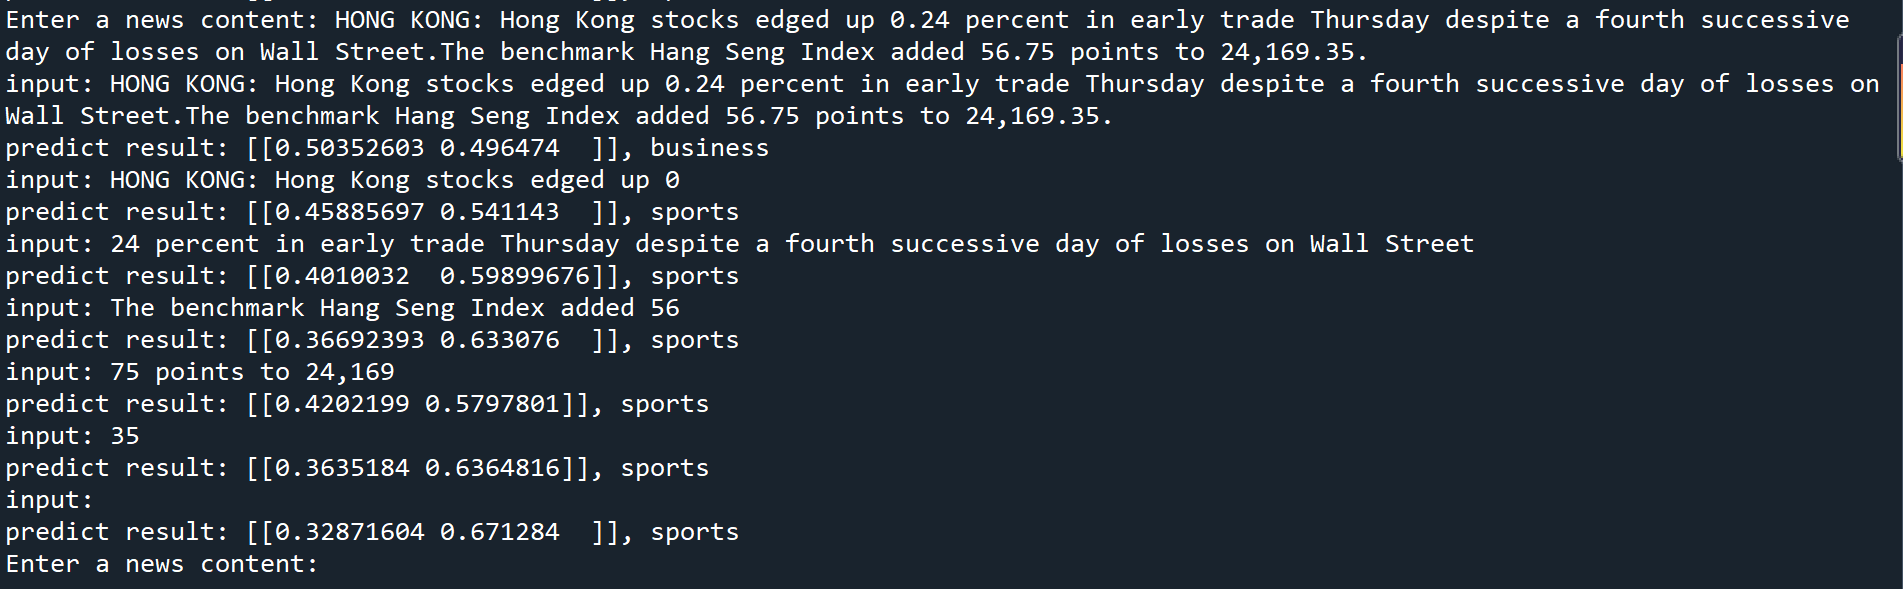 Enter a news content: HONG KONG: Hong Kong stocks edged up 0.24 percent in early trade Thursday despite a fourth successive
day of losses on Wall Street.The benchmark Hang Seng Index added 56.75 points to 24,169.35.
input: HONG KONG: Hong Kong stocks edged up 0.24 percent in early trade Thursday despite a fourth successive day of losses on
Wall Street.The benchmark Hang Seng Index added 56.75 points to 24,169.35.
predict result: [[0.50352603 0.496474  ]], business
input: HONG KONG: Hong Kong stocks edged up 0
predict result: [[0.45885697 0.541143  ]], sports
input: 24 percent in early trade Thursday despite a fourth successive day of losses on Wall Street
predict result: [[0.4010032  0.59899676]], sports
input: The benchmark Hang Seng Index added 56
predict result: [[0.36692393 0.633076  ]], sports
input: 75 points to 24,169
predict result: [[0.4202199 0.5797801]], sports
input: 35
predict result: [[0.3635184 0.6364816]], sports
input:
predict result: [[0.32871604 0.671284  ]], sports
Enter a news content: